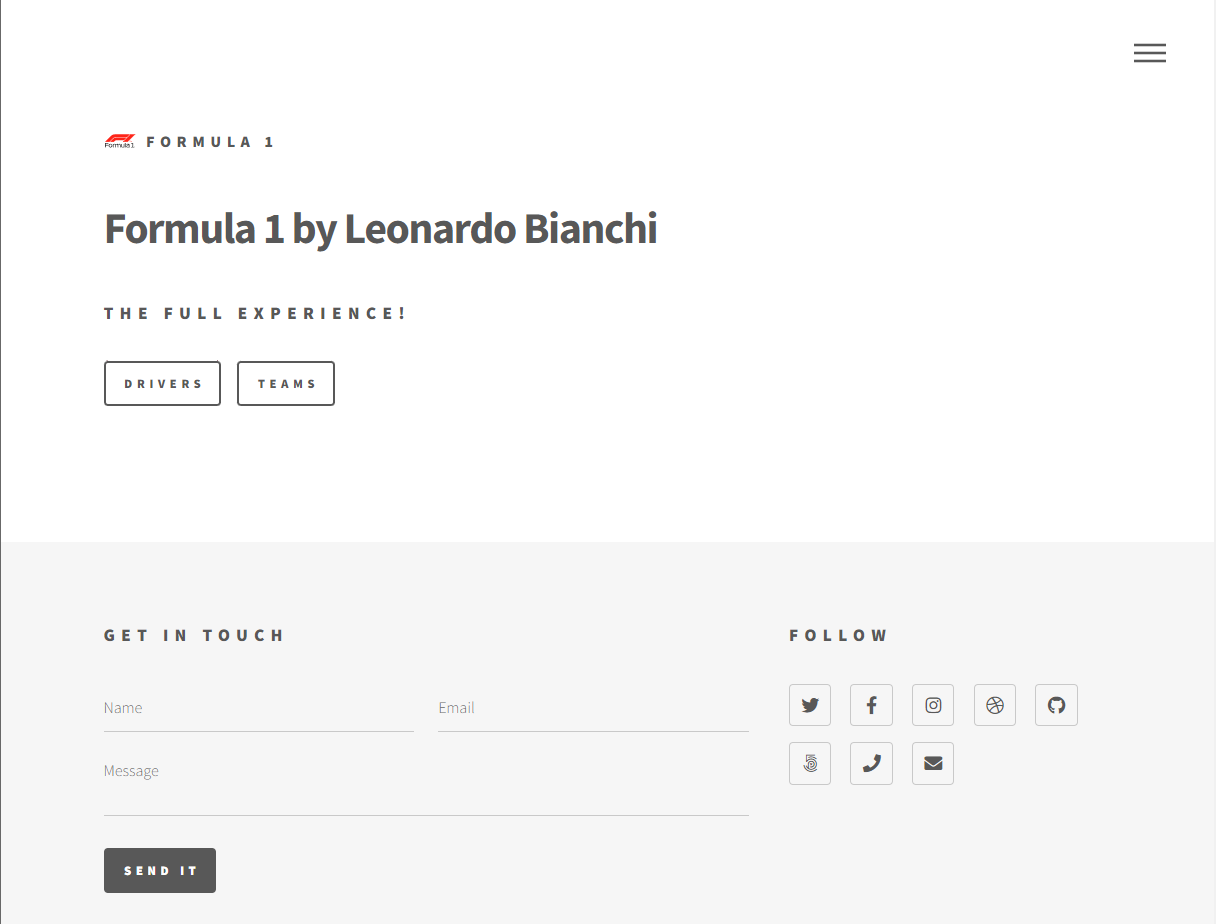 Formula 1
FORMULA 1
Formula 1 by Leonardo Bianchi
THE FULL EXPERIENCE!
DRIVERS
TEAMS
GET IN TOUCH
Name
Email
Message
SEND IT
FOLLOW